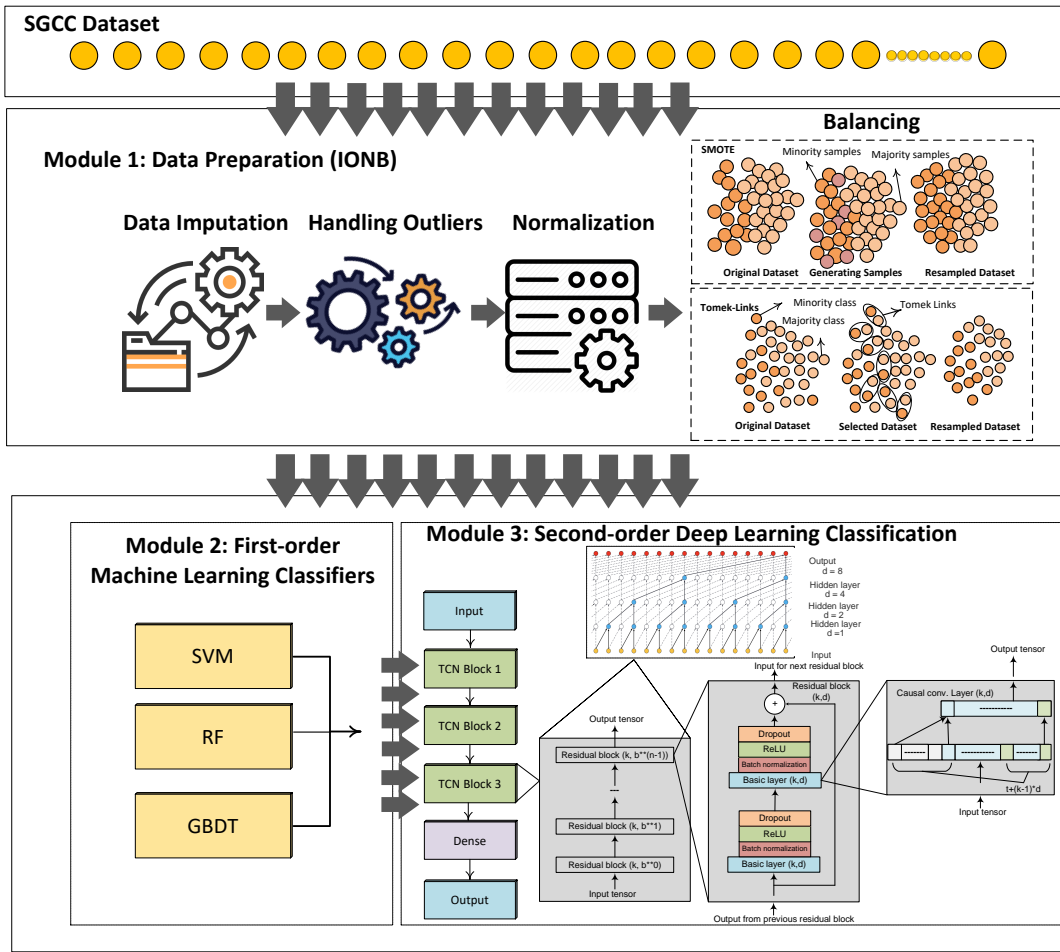 SGCC Dataset
Module 1: Data Preparation (IONB)
Data Imputation
Handling Outliers
Normalization
Balancing
SMOTE
Minority samples
Majority samples
Original Dataset
Generating Samples
Resampled Dataset
Tomek-Links
Minority class
Majority class
Tomek Links
Original Dataset
Selected Dataset
Resampled Dataset
Module 2: First-order
Machine Learning Classifiers
SVM
RF
GBDT
Module 3: Second-order Deep Learning Classification
Input
TCN Block 1
TCN Block 2
TCN Block 3
Dense
Output
Output
d = 8
Hidden layer
d = 4
Hidden layer
d = 2
Hidden layer
d =1
Input
Output tensor
Residual block (k, b**(n-1))
...
Residual block (k, b**1)
Residual block (k, b**0)
Input tensor
Input for next residual block
Residual block
(k,d)
+
Dropout
ReLU
Batch normalization
Basic layer (k,d)
Dropout
ReLU
Batch normalization
Basic layer (k,d)
Output from previous residual block
Output tensor
Causal conv. Layer (k,d)
t+(k-1)*d
Input tensor